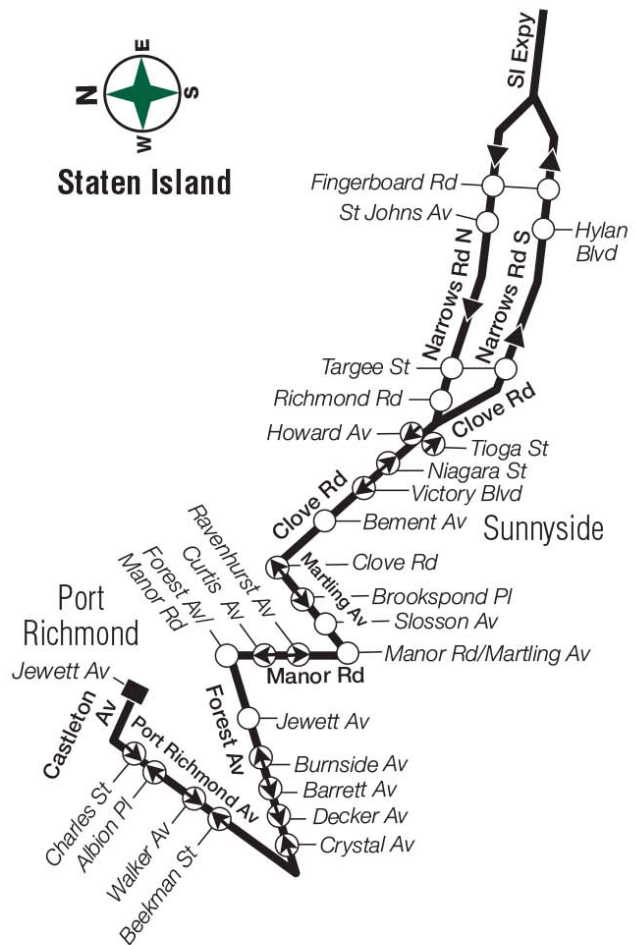 E
N
S
W
Staten Island
SI Expy
Fingerboard Rd
St Johns Av
Hylan
Blvd
Narrows Rd N
Narrows Rd S
Targee St
Richmond Rd
Clove Rd
Howard Av
Tioga St
Niagara St
Victory Blvd
Clove Rd
Bement Av
Sunnyside
Clove Rd
Martling Av
Brookspond Pl
Slosson Av
Manor Rd/Martling Av
Ravenhurst Av
Curtis Av
Forest Av/
Manor Rd
Manor Rd
Port
Richmond
Jewett Av
Castleton
Av
Port Richmond Av
Forest Av
Jewett Av
Burnside Av
Barrett Av
Decker Av
Crystal Av
Charles St
Albion Pl
Walker Av
Beekman St